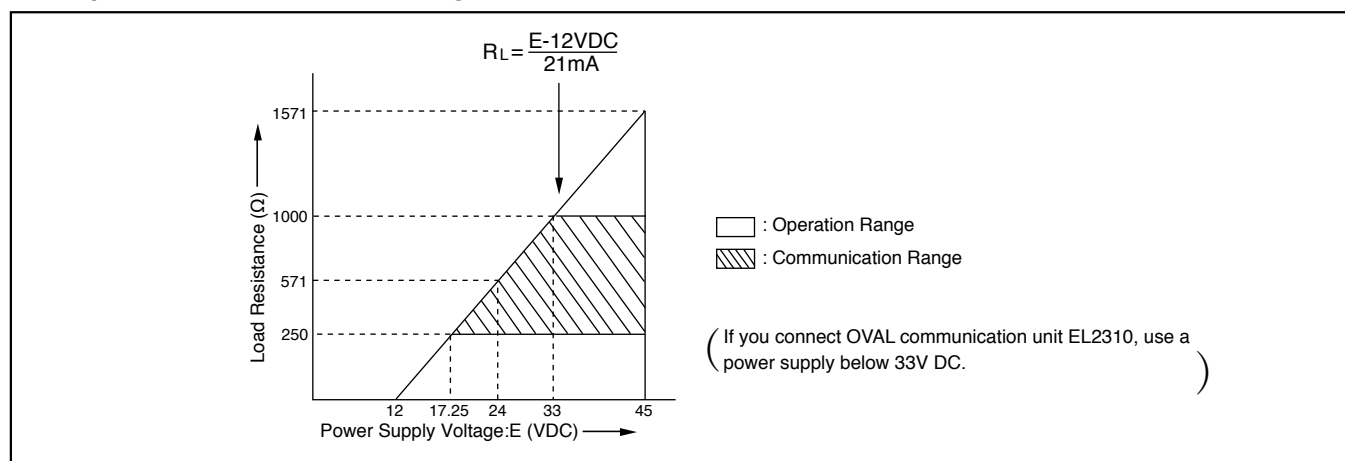 RL= E-12VDC
21mA
1571
1000
571
250
Load Resistance (Ω)
12 17.25 24 33 45
Power Supply Voltage:E (VDC)
: Operation Range
: Communication Range
(If you connect OVAL communication unit EL2310, use a
power supply below 33V DC.)